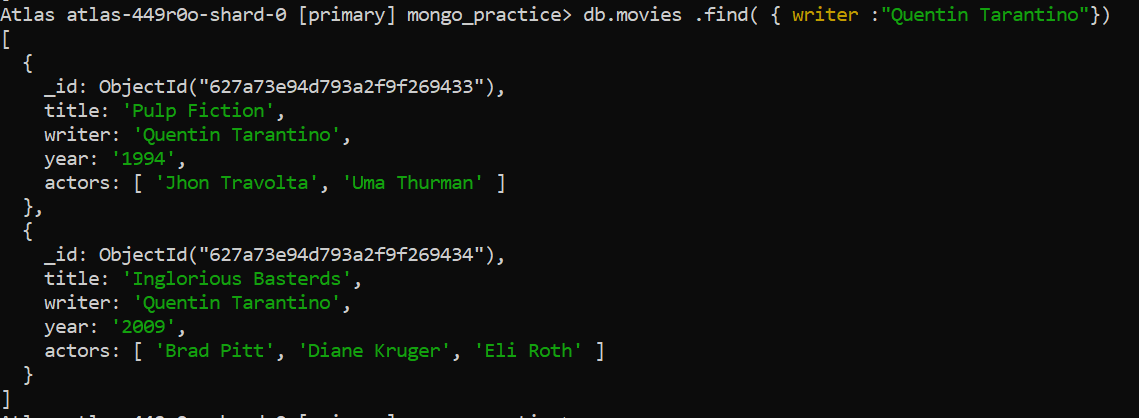 Atlas atlas-449r0o-shard-0 [primary] mongo_practice> db.movies .find( { writer :"Quentin Tarantino"})
[
  {
    _id: ObjectId("627a73e94d793a2f9f269433"),
    title: 'Pulp Fiction',
    writer: 'Quentin Tarantino',
    year: '1994',
    actors: [ 'Jhon Travolta', 'Uma Thurman' ]
  },
  {
    _id: ObjectId("627a73e94d793a2f9f269434"),
    title: 'Inglorious Basterds',
    writer: 'Quentin Tarantino',
    year: '2009',
    actors: [ 'Brad Pitt', 'Diane Kruger', 'Eli Roth' ]
  }
]